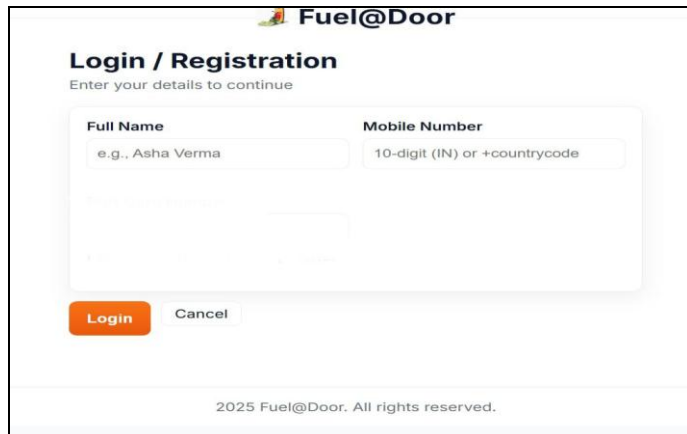 Fuel@Door
Login / Registration
Enter your details to continue
Full Name
Mobile Number
e.g., Asha Verma
10-digit (IN) or +countrycode
Login
Cancel
2025 Fuel@Door. All rights reserved.